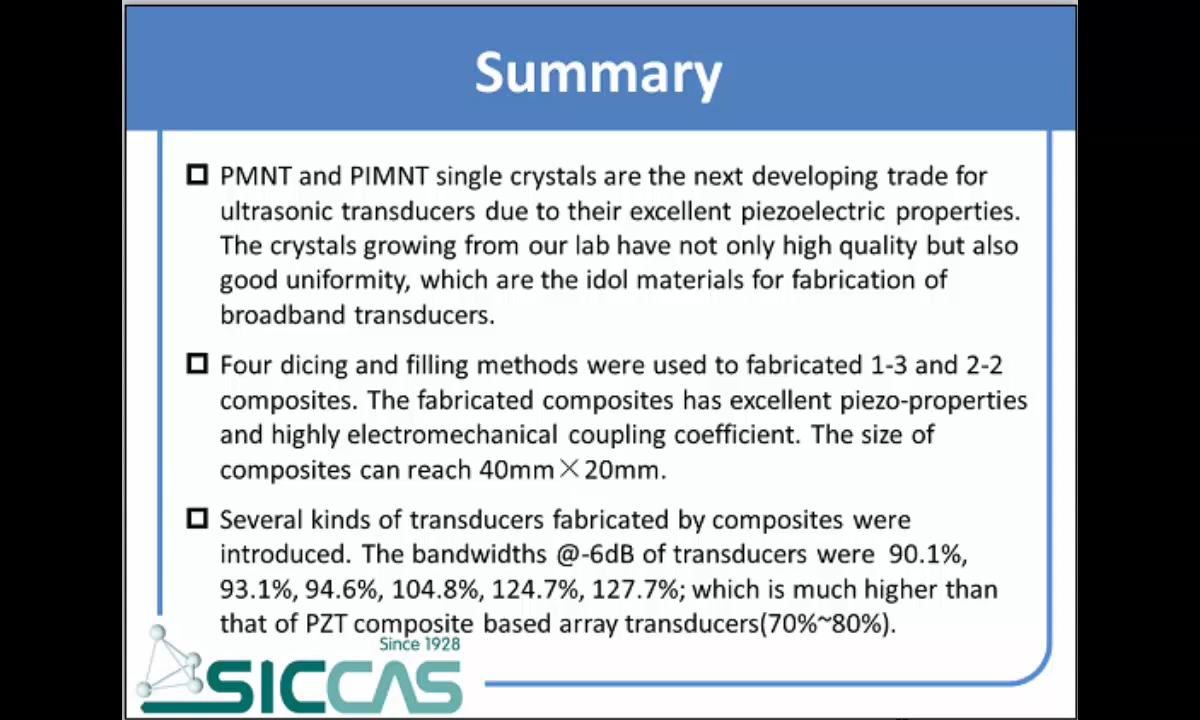 Summary
PMNT and PIMNT single crystals are the next developing trade for
ultrasonic transducers due to their excellent piezoelectric properties.
The crystals growing from our lab have not only high quality but also
good uniformity, which are the idol materials for fabrication of
broadband transducers.
Four dicing and filling methods were used to fabricated 1-3 and 2-2
composites. The fabricated composites has excellent piezo-properties
and highly electromechanical coupling coefficient. The size of
composites can reach 40mm×20mm.
Several kinds of transducers fabricated by composites were
introduced. The bandwidths @-6dB of transducers were 90.1%,
93.1%, 94.6%, 104.8%, 124.7%, 127.7%; which is much higher than
that of PZT composite based array transducers(70%~80%).
Since 1928
SICCAS